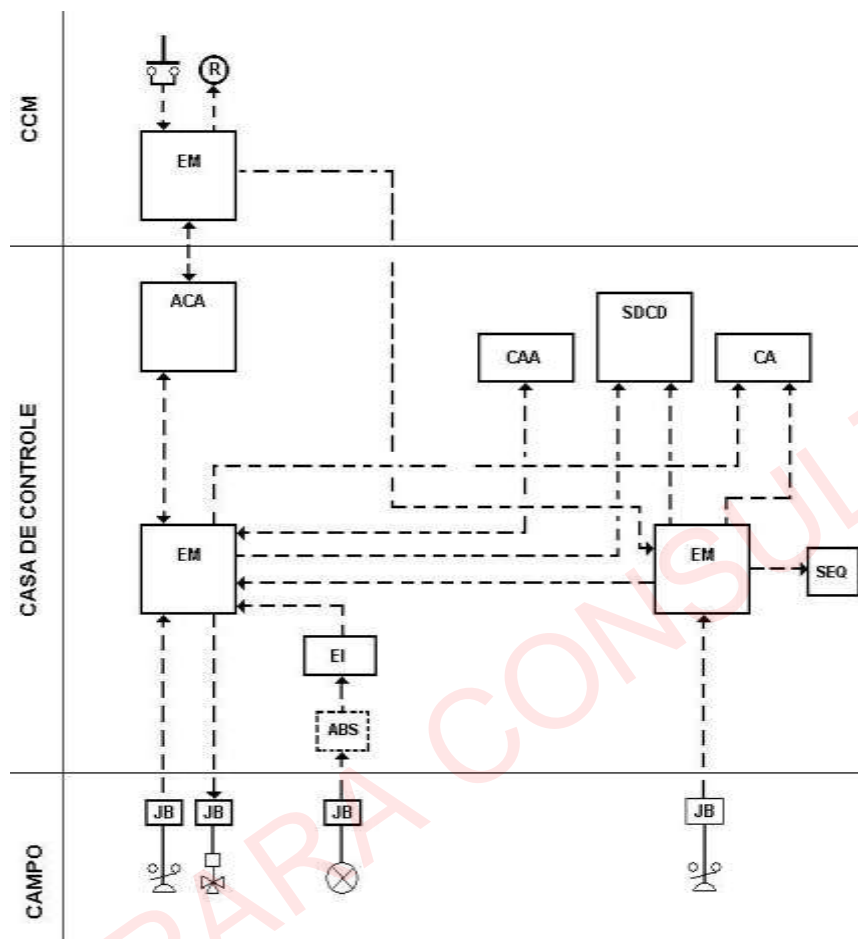 CCM
R
EM
CASA DE CONTROLE
ACA
SDCD
CAA
CA
EM
EM
SEQ
EI
ABS
CAMPO
JB
JB
JB
JB
PARA CONSULT